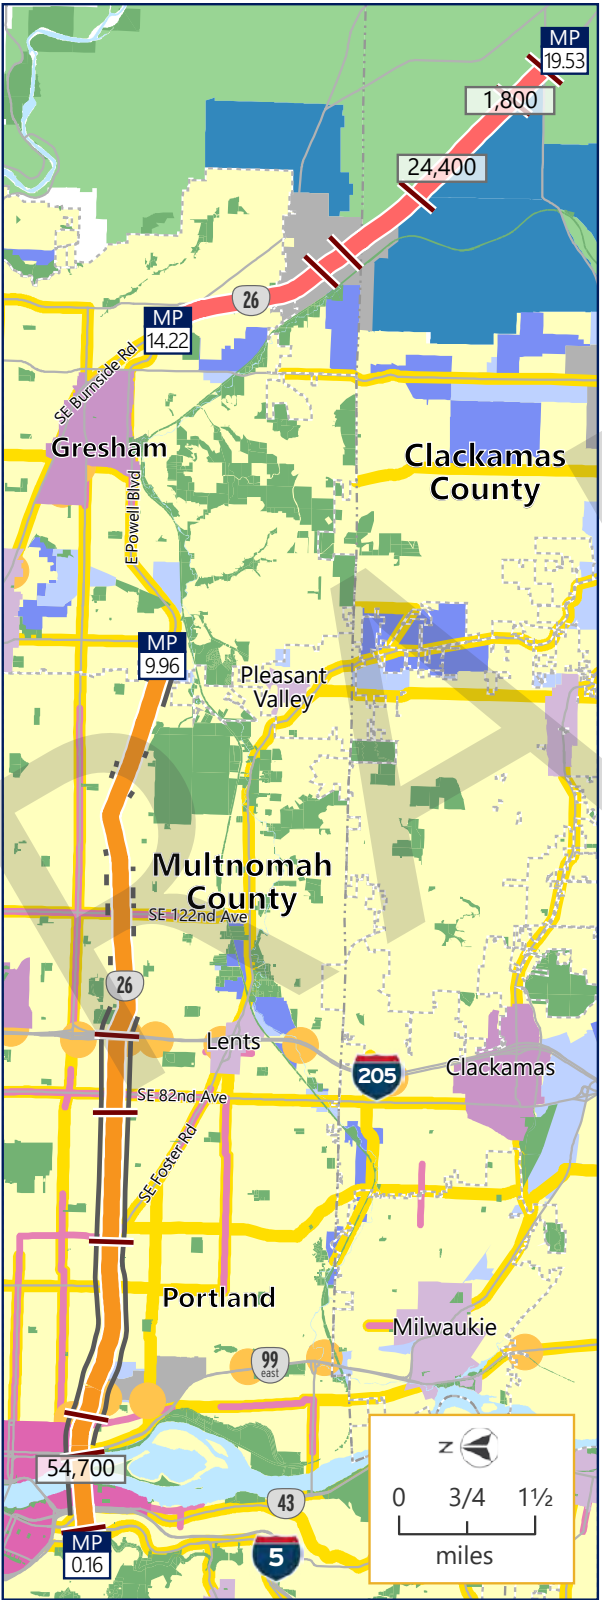 MP
19.53
1,800
24,400
26
MP
14.22
SE Burnside Rd
Gresham
Clackamas
County
E Powell Blvd
MP
9.96
Pleasant
Valley
Multnomah
County
SE 122nd Ave
26
Lents
205
Clackamas
SE 82nd Ave
SE Foster Rd
Portland
Milwaukie
99
east
N
0 3/4 1½
miles
54,700
43
MP
0.16
5